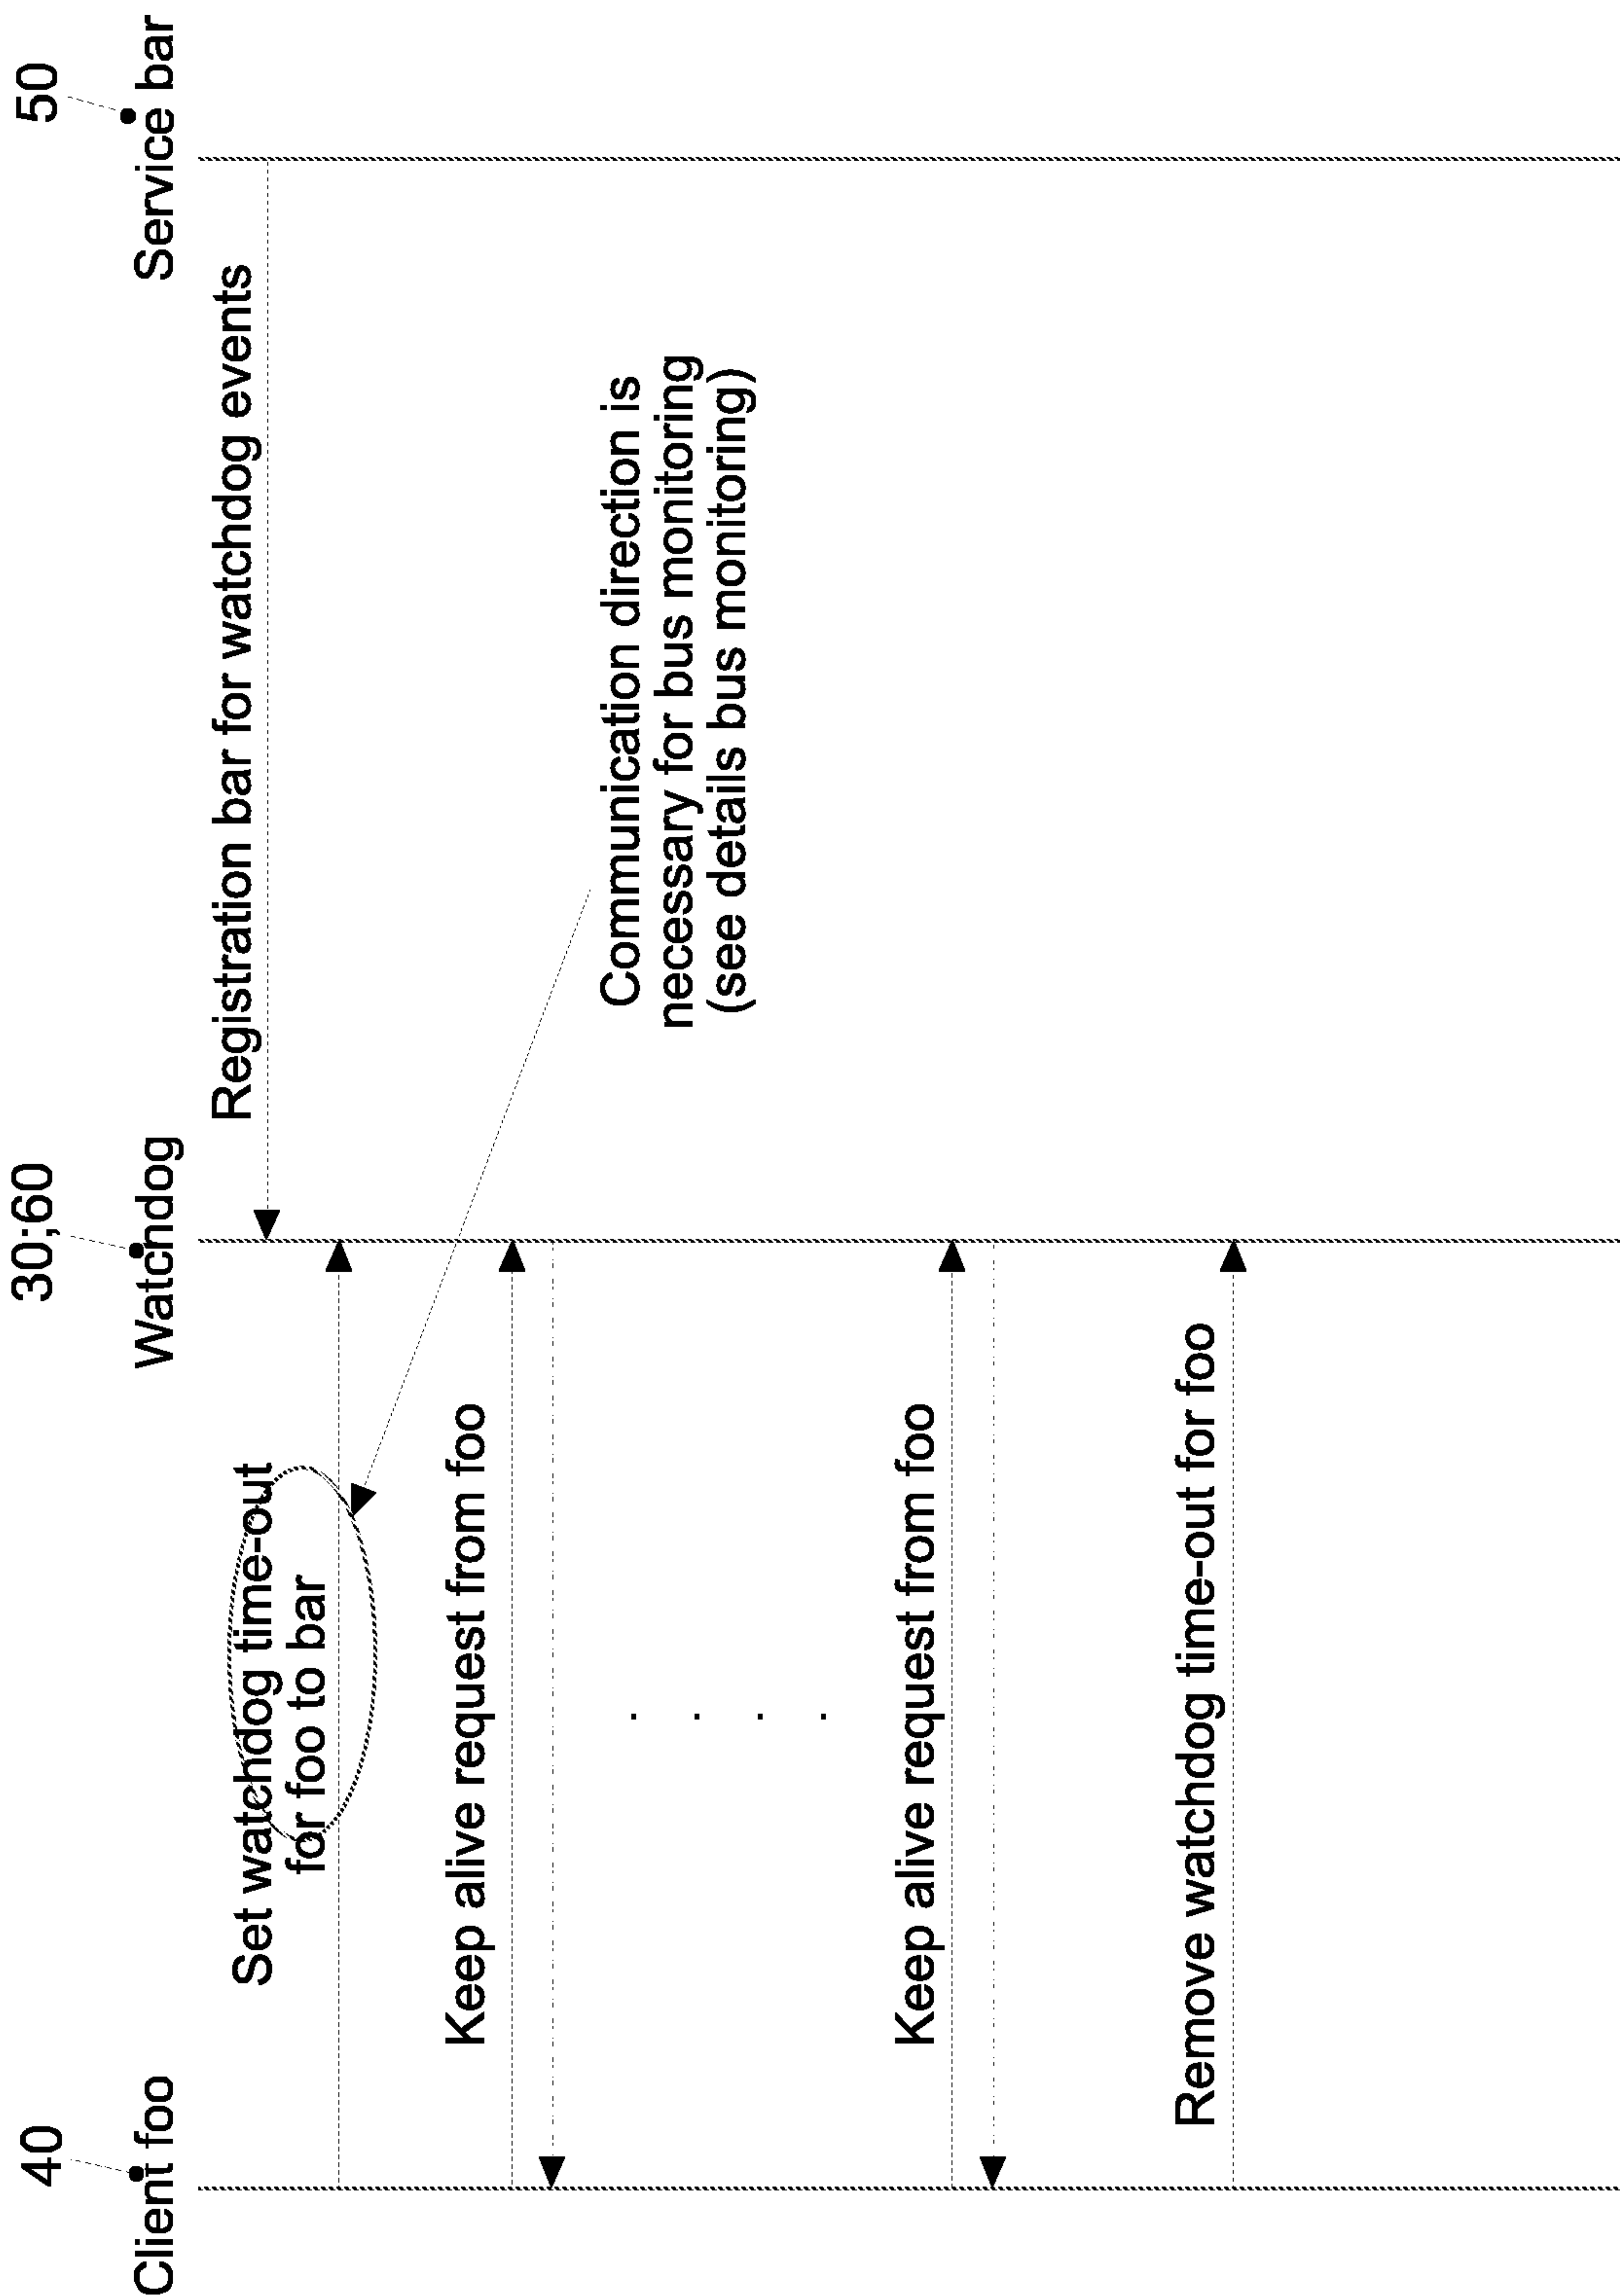 40
30;60
50
Client foo
Watchdog
Service bar
Registration bar for watchdog events
Set watchdog time-out
for foo to bar
Keep alive request from foo
Communication direction is
necessary for bus monitoring
(see details bus monitoring)
. . . .
Keep alive request from foo
Remove watchdog time-out for foo